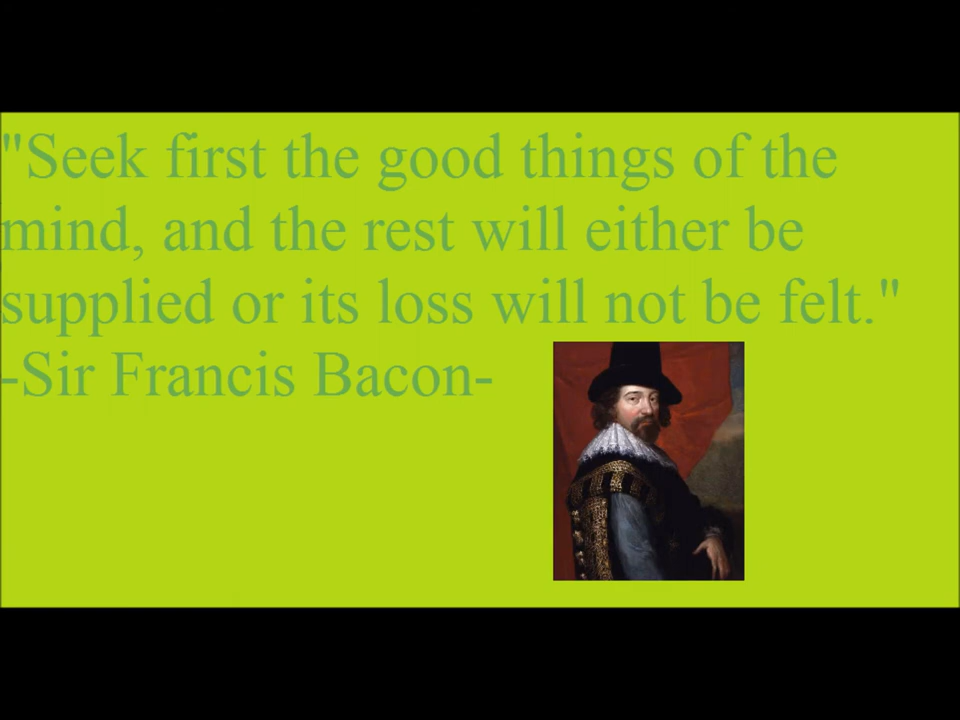 "Seek first the good things of the
mind, and the rest will either be
supplied or its loss will not be felt."
-Sir Francis Bacon-